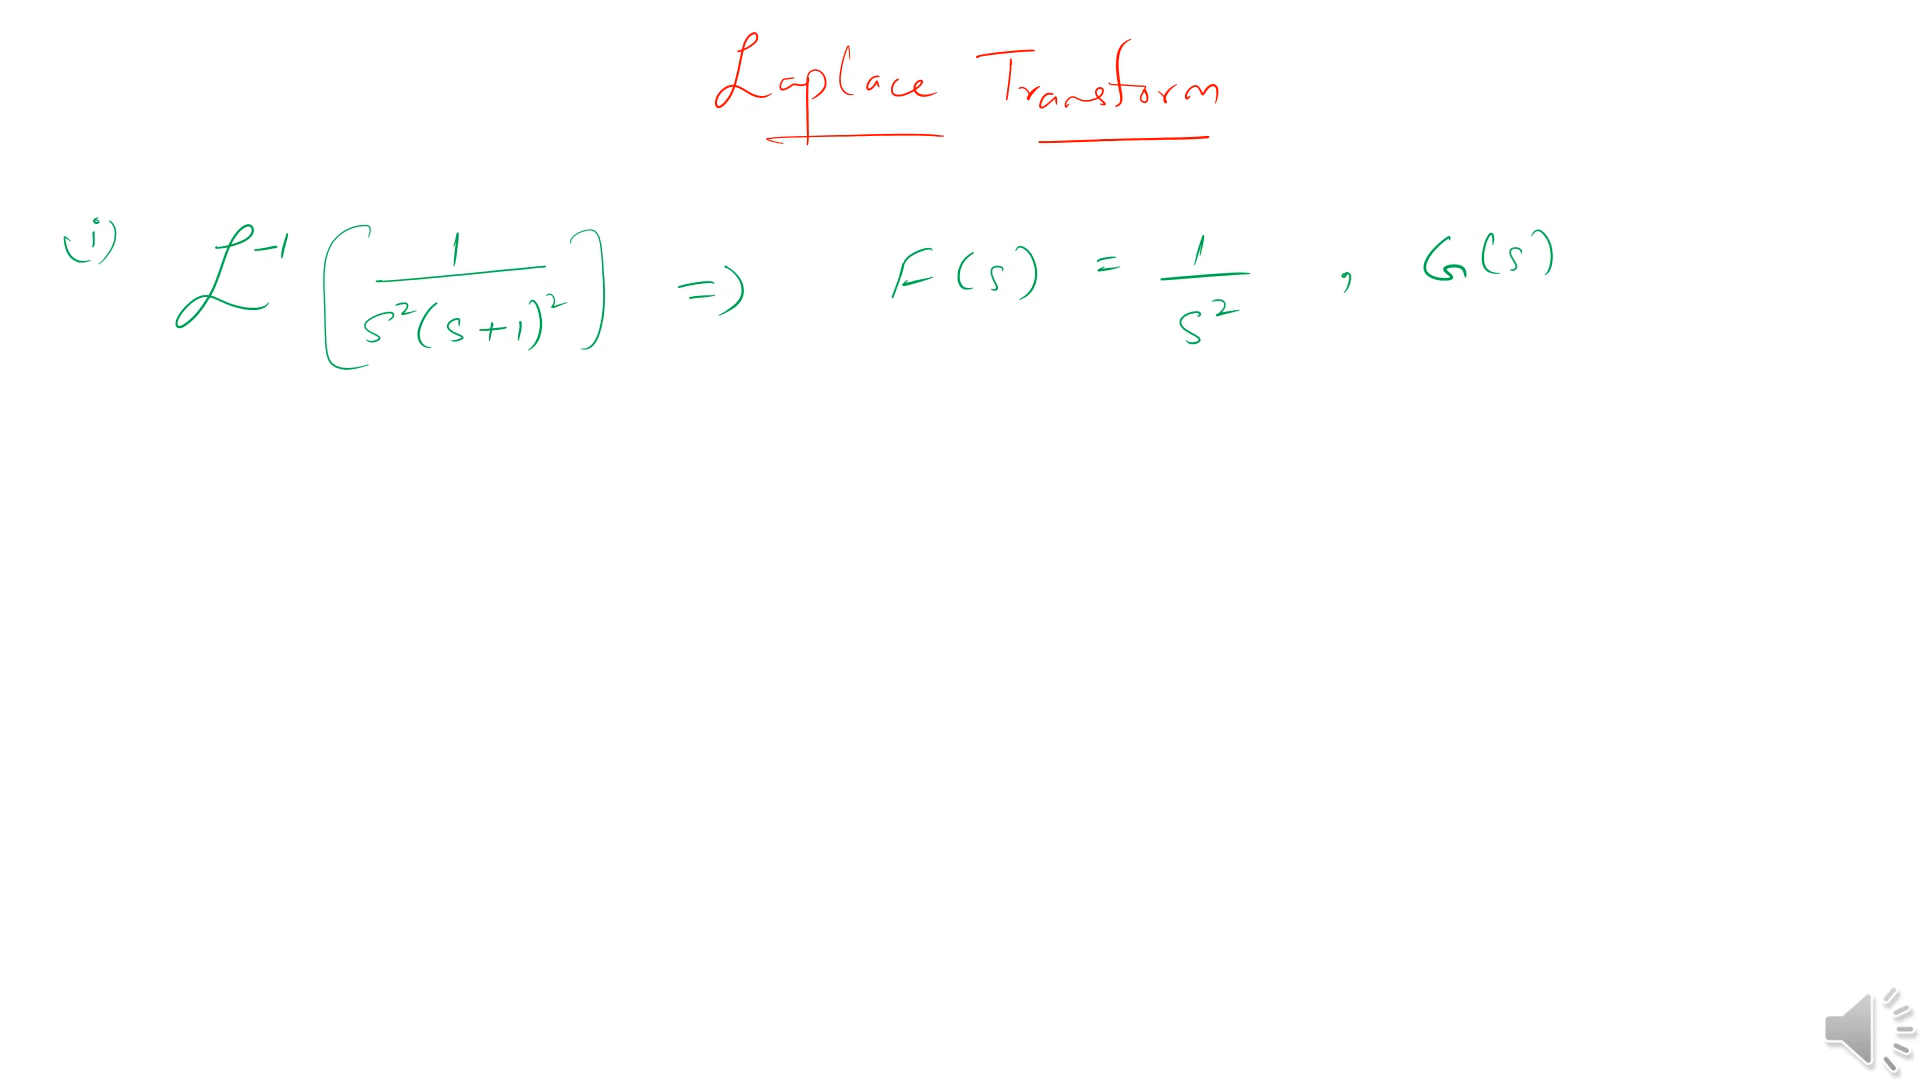 Laplace Transform
(i) ℒ⁻¹ [ 1 / s²(s+1)² ] => F(s) = 1 / s² , G(s)